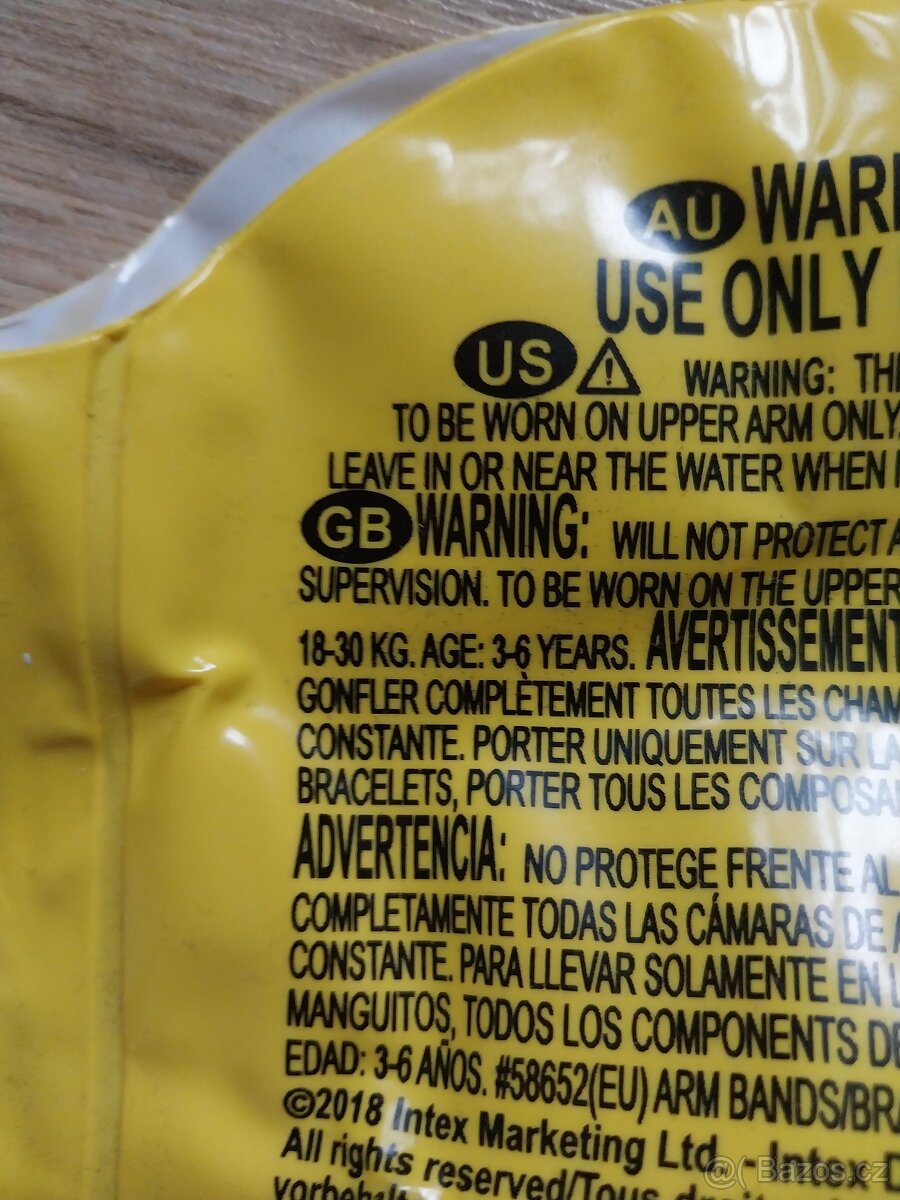 AU WAR
USE ONLY
US WARNING: TH
TO BE WORN ON UPPER ARM ONLY.
LEAVE IN OR NEAR THE WATER WHEN
GB WARNING: WILL NOT PROTECT A
SUPERVISION. TO BE WORN ON THE UPPER
18-30 KG. AGE: 3-6 YEARS. AVERTISSEMENT
GONFLER COMPLÈTEMENT TOUTES LES CHAM
CONSTANTE. PORTER UNIQUEMENT SUR LA
BRACELETS, PORTER TOUS LES COMPOSA
ADVERTENCIA: NO PROTEGE FRENTE AL
COMPLETAMENTE TODAS LAS CÁMARAS DE A
CONSTANTE. PARA LLEVAR SOLAMENTE EN L
MANGUITOS, TODOS LOS COMPONENTS DE
EDAD: 3-6 AÑOS. #58652(EU) ARM BANDS/BRA
©2018 Intex Marketing Ltd. - Intex D
All rights reserved/Tous
vorbehalt
Bazos.cz